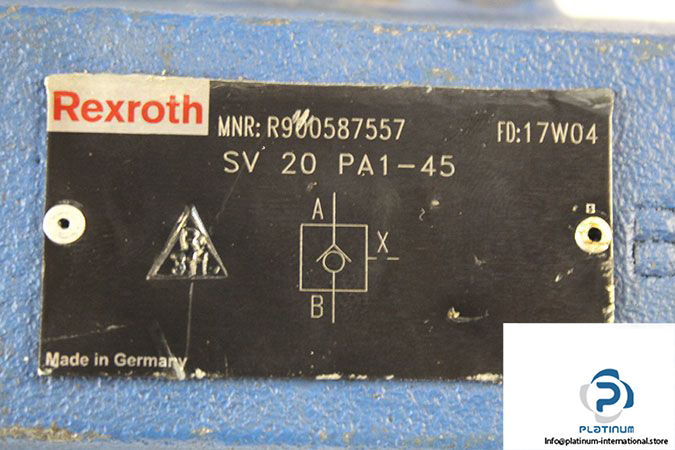 Rexroth
MNR: R900587557
FD:17W04
SV 20 PA1-45
A
X
B
Made in Germany
PLATINUM
Info@platinum-international.store